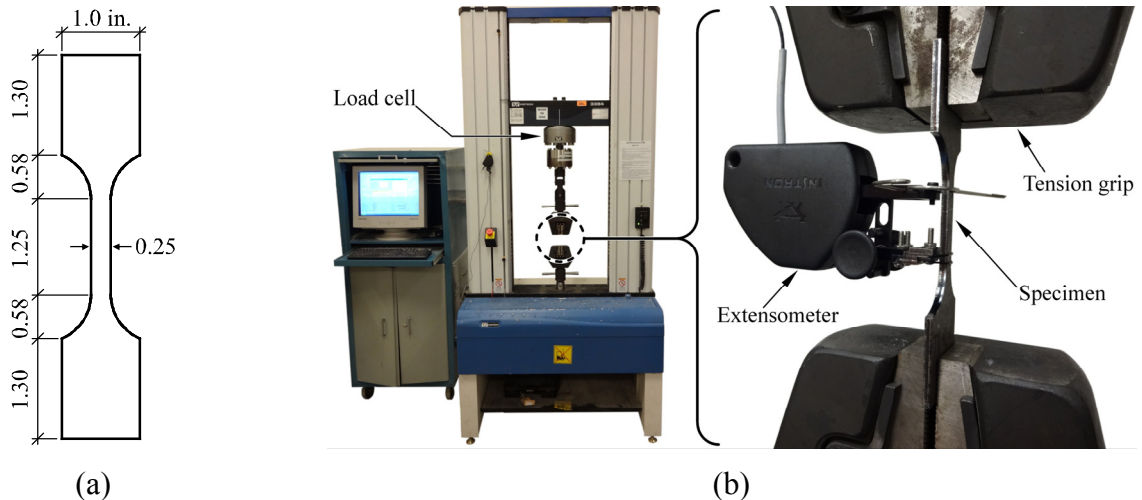 1.0 in.
1.30
0.58
1.25
0.25
0.58
1.30
(a)
Load cell
Tension grip
Specimen
Extensometer
INSTRON
(b)